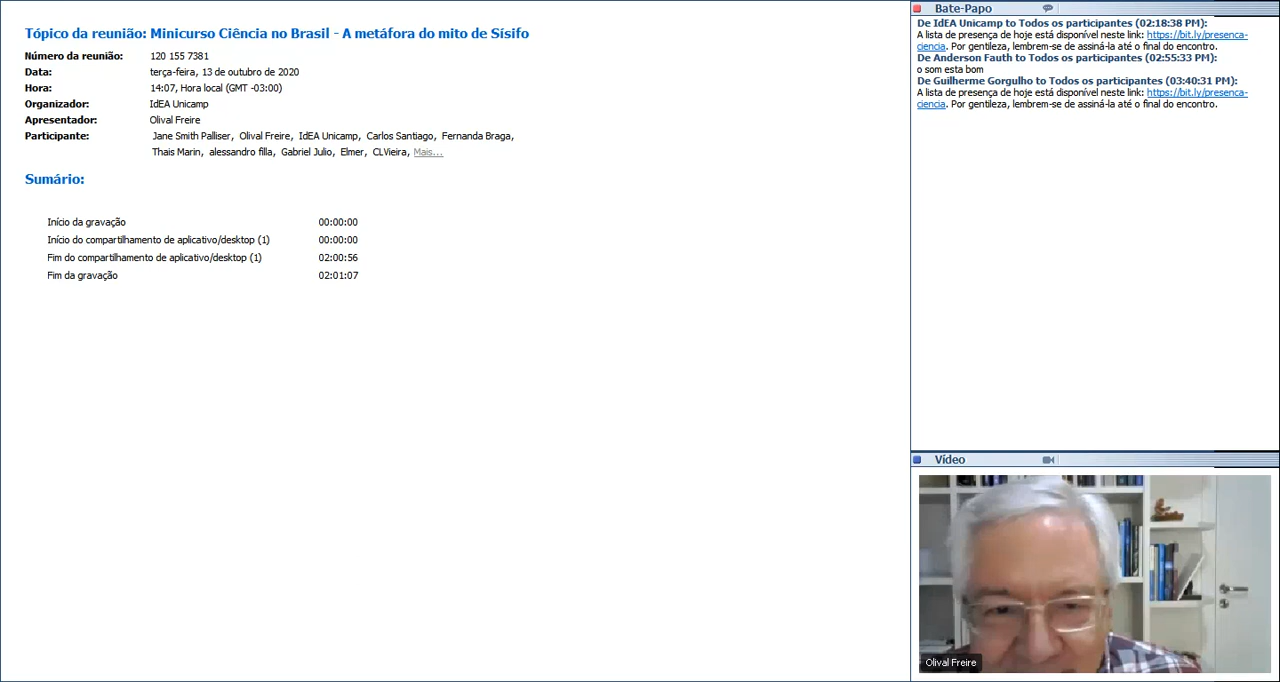 Tópico da reunião: Minicurso Ciência no Brasil - A metáfora do mito de Sísifo
Número da reunião: 120 155 7381
Data: terça-feira, 13 de outubro de 2020
Hora: 14:07, Hora local (GMT -03:00)
Organizador: IdEA Unicamp
Apresentador: Olival Freire
Participante: Jane Smith Palliser, Olival Freire, IdEA Unicamp, Carlos Santiago, Fernanda Braga,
Thais Marin, alessandro filla, Gabriel Julio, Elmer, CLVieira, Mais...
Sumário:
Início da gravação 00:00:00
Início do compartilhamento de aplicativo/desktop (1) 00:00:00
Fim do compartilhamento de aplicativo/desktop (1) 02:00:56
Fim da gravação 02:01:07
Bate-Papo
De IdEA Unicamp to Todos os participantes (02:18:38 PM):
A lista de presença de hoje está disponível neste link: https://bit.ly/presenca-
ciencia. Por gentileza, lembrem-se de assiná-la até o final do encontro.
De Anderson Fauth to Todos os participantes (02:55:33 PM):
o som esta bom
De Guilherme Gorgulho to Todos os participantes (03:40:31 PM):
A lista de presença de hoje está disponível neste link: https://bit.ly/presenca-
ciencia. Por gentileza, lembrem-se de assiná-la até o final do encontro.
Vídeo
Olival Freire